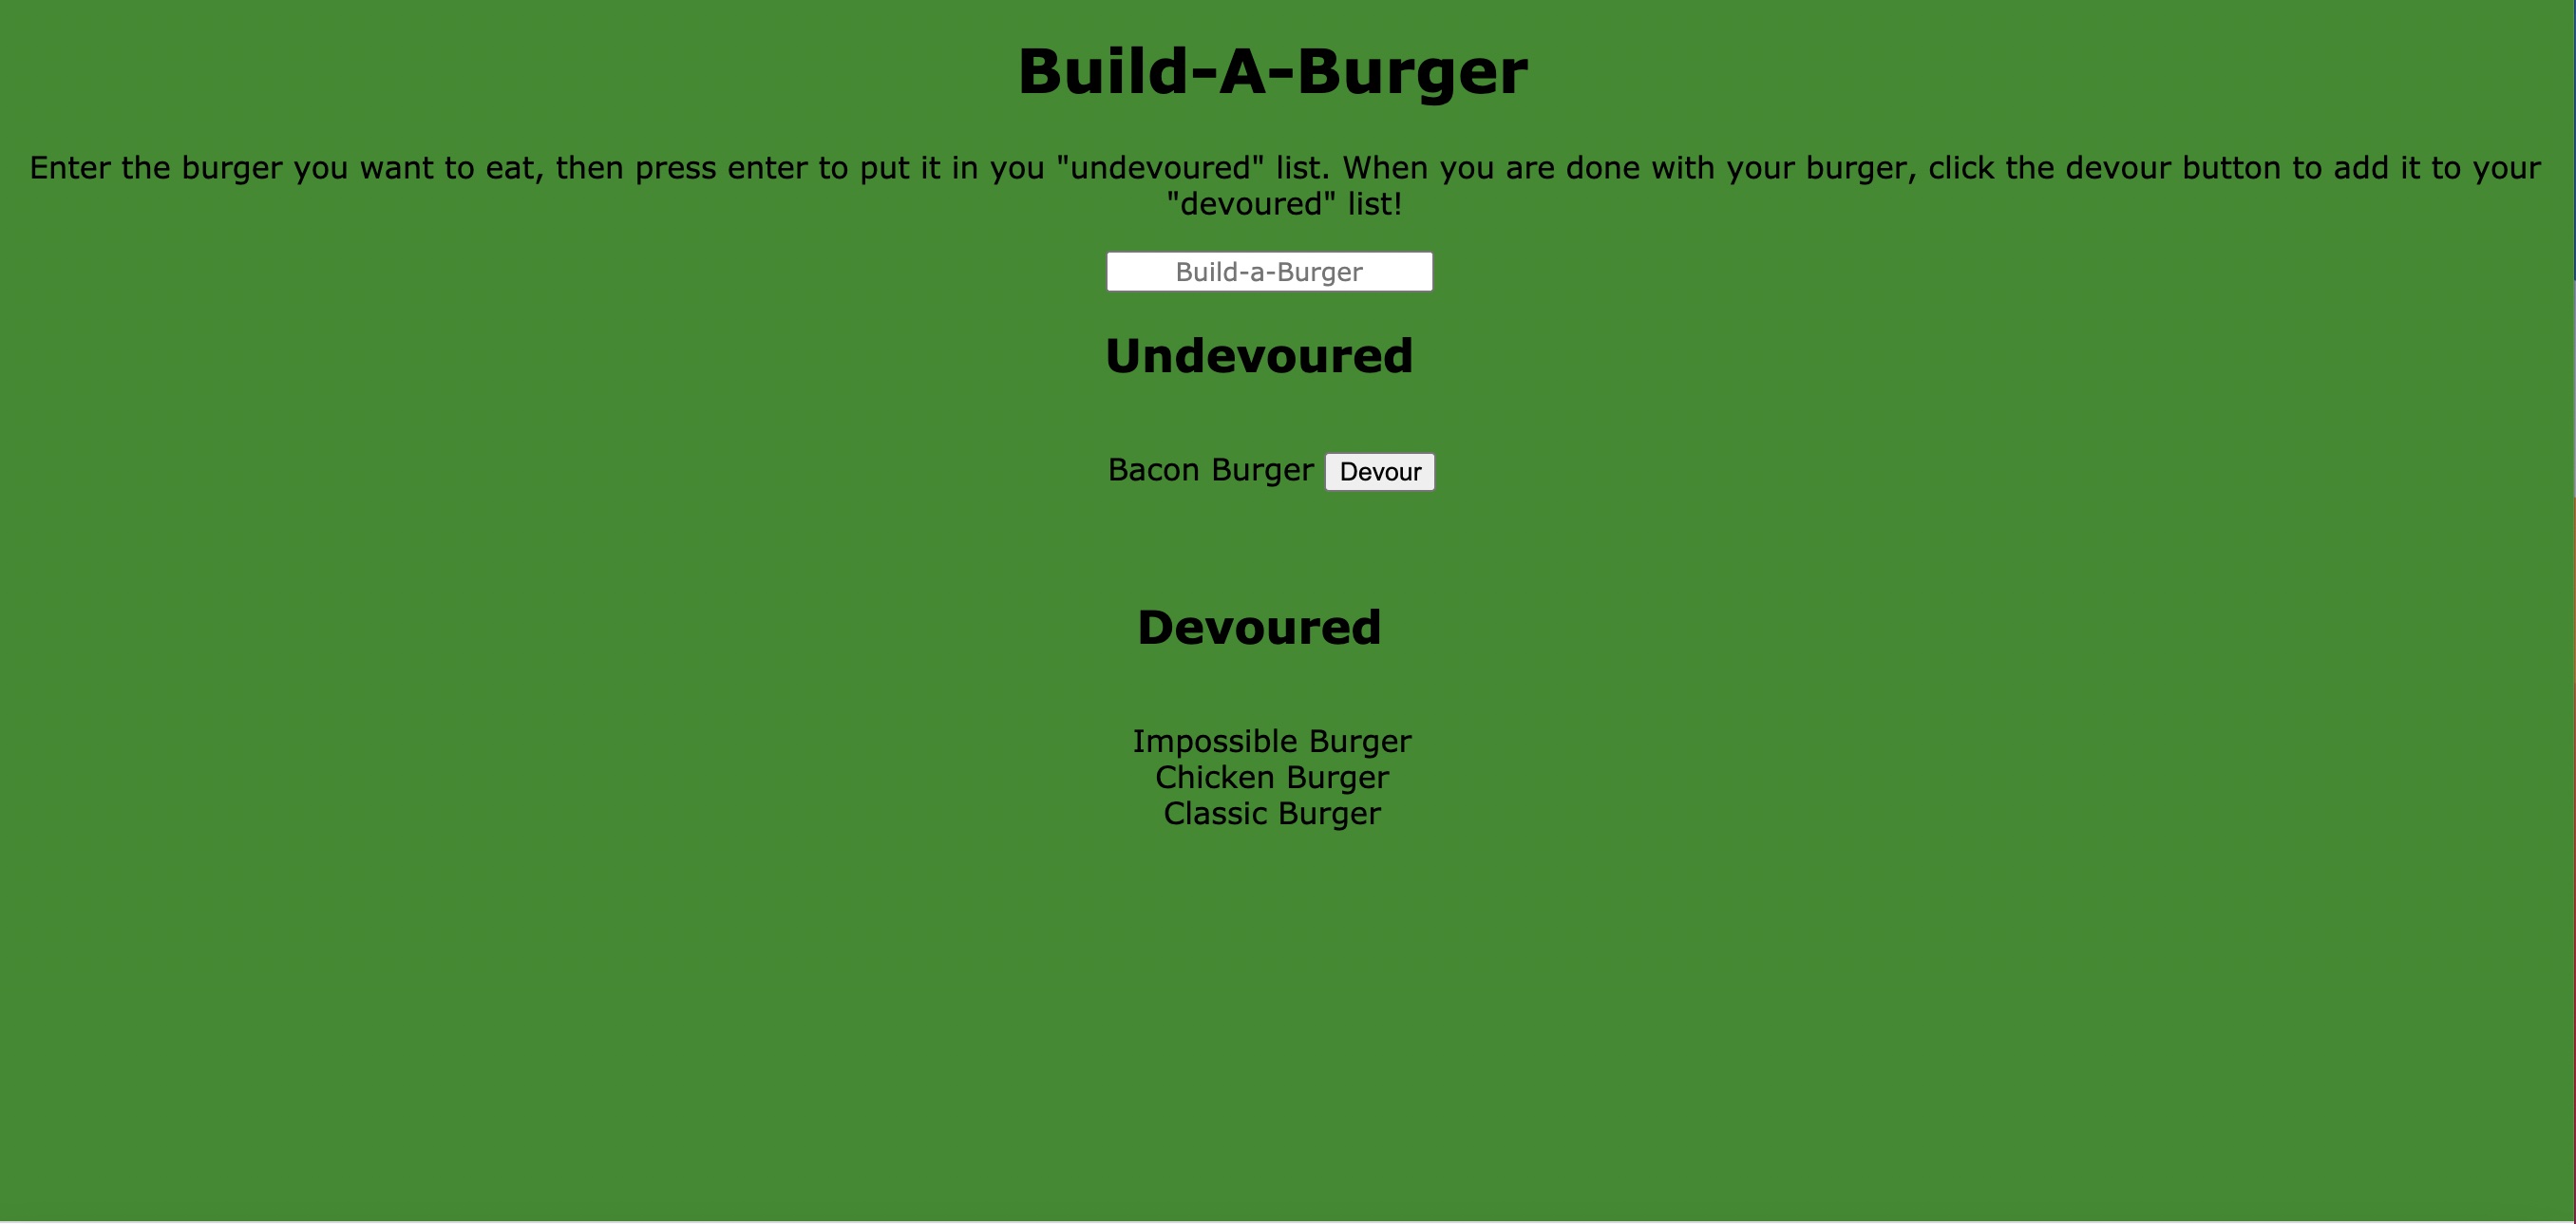 Build-A-Burger
Enter the burger you want to eat, then press enter to put it in you "undevoured" list. When you are done with your burger, click the devour button to add it to your
"devoured" list!
Build-a-Burger
Undevoured
Bacon Burger Devour
Devoured
Impossible Burger
Chicken Burger
Classic Burger